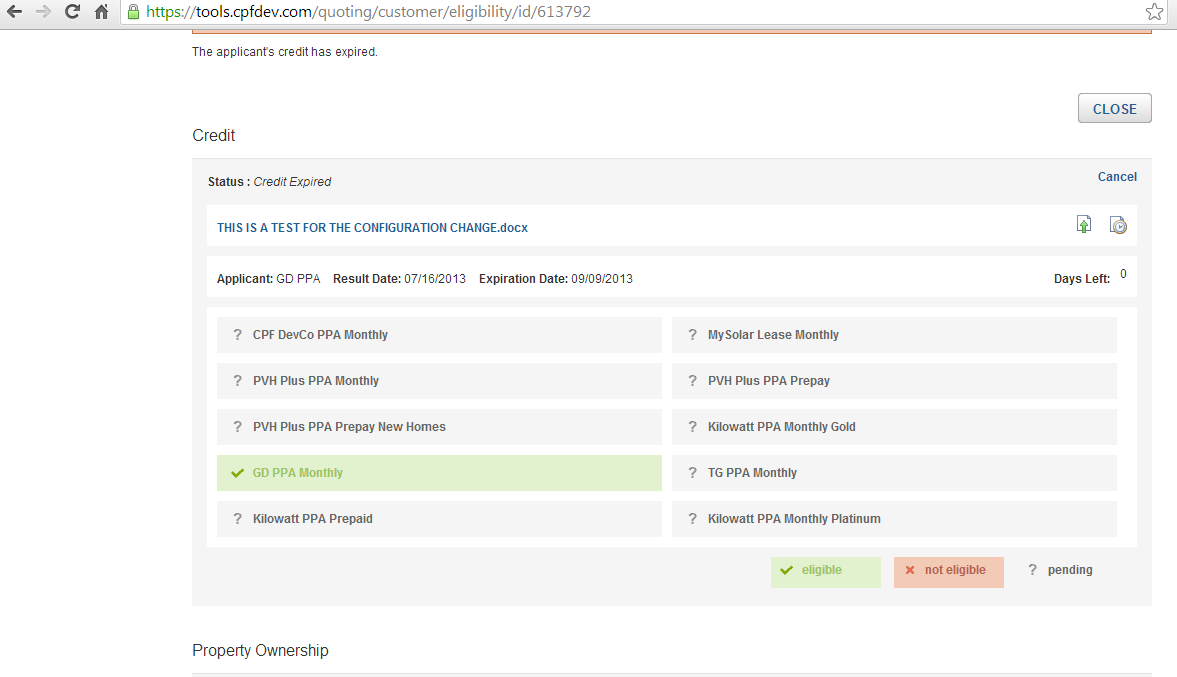 https://tools.cpfdev.com/quoting/customer/eligibility/id/613792
The applicant's credit has expired.
CLOSE
Credit
Status : Credit Expired
Cancel
THIS IS A TEST FOR THE CONFIGURATION CHANGE.docx
Applicant: GD PPA Result Date: 07/16/2013 Expiration Date: 09/09/2013 Days Left: 0
? CPF DevCo PPA Monthly
? MySolar Lease Monthly
? PVH Plus PPA Monthly
? PVH Plus PPA Prepay
? PVH Plus PPA Prepay New Homes
? Kilowatt PPA Monthly Gold
GD PPA Monthly
? TG PPA Monthly
? Kilowatt PPA Prepaid
? Kilowatt PPA Monthly Platinum
eligible
not eligible
? pending
Property Ownership